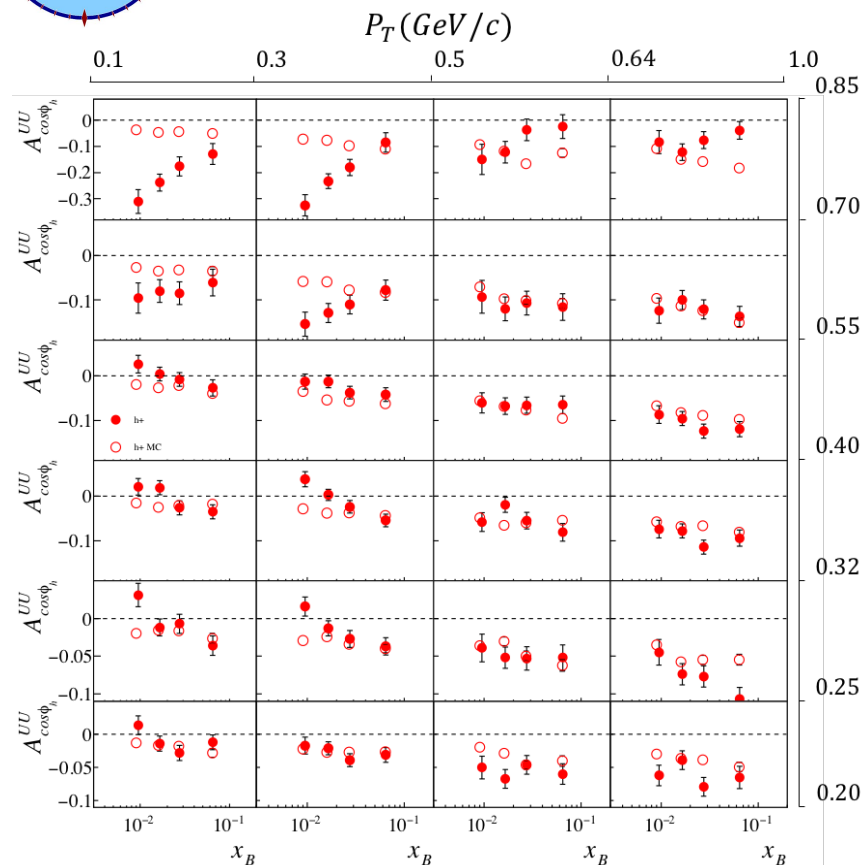 P_T (GeV/c)
0.1 0.3 0.5 0.64 1.0
0.85
A^{UU}_{cosϕ_h} 0 −0.1 −0.2 −0.3
0.70
A^{UU}_{cosϕ_h} 0 −0.1
0.55
A^{UU}_{cosϕ_h} 0 −0.1
h+
h+ MC
0.40
A^{UU}_{cosϕ_h} 0 −0.1
0.32
A^{UU}_{cosϕ_h} 0 −0.05 −0.1
0.25
A^{UU}_{cosϕ_h} 0 −0.05 −0.1
0.20
10^{−2} 10^{−1} 10^{−2} 10^{−1} 10^{−2} 10^{−1} 10^{−2} 10^{−1}
x_B x_B x_B x_B